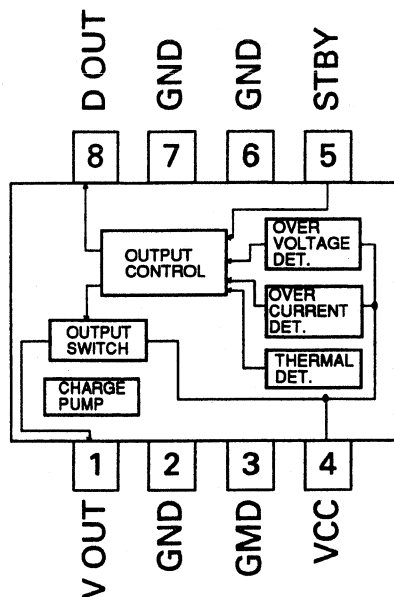 D OUT
GND
GND
STBY
8
7
6
5
OUTPUT
CONTROL
OVER
VOLTAGE
DET.
OVER
CURRENT
DET.
OUTPUT
SWITCH
THERMAL
DET.
CHARGE
PUMP
1
2
3
4
V OUT
GND
GMD
VCC